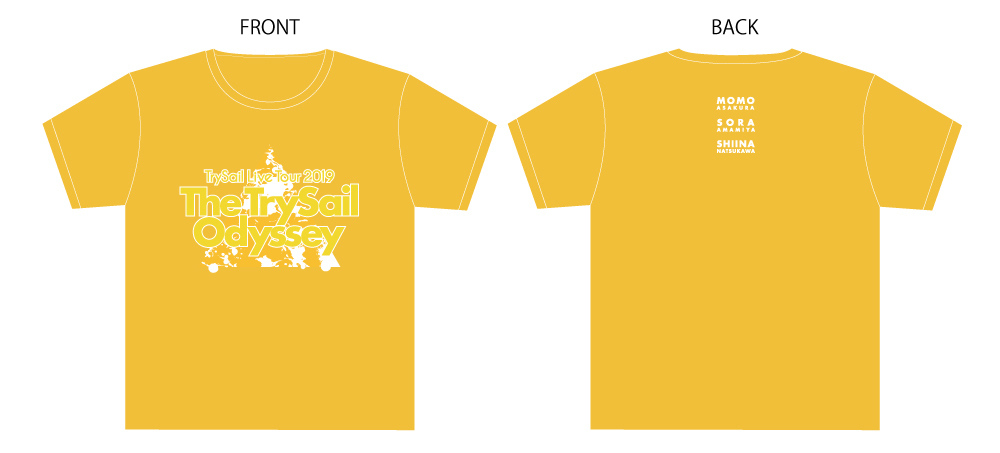 FRONT
TrySail Live Tour 2019
The TrySail
Odyssey
BACK
MOMO
ASAKURA
SORA
AMAMIYA
SHIINA
NATSUKAWA